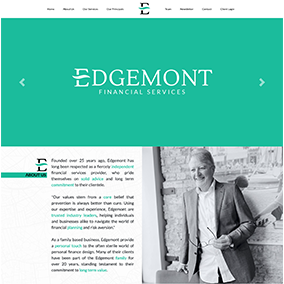 Home About Us Our Services Our Principals E Team Newsletters Contact Client Login
EDGEMONT
FINANCIAL SERVICES
E
ABOUT US
Founded over 25 years ago, Edgemont has
long been respected as a fiercely independent
financial services provider, who pride
themselves on solid advice and long term
commitment to their clientele.
"Our values stem from a core belief that
prevention is always better than cure. Using
our expertise and experience, Edgemont are
trusted industry leaders, helping individuals
and businesses alike to navigate the world of
financial planning and risk aversion."
As a family based business, Edgemont provide
a personal touch to the often sterile world of
personal finance design. Many of their clients
have been part of the Edgemont family for
over 20 years, standing testament to their
commitment to long term value.